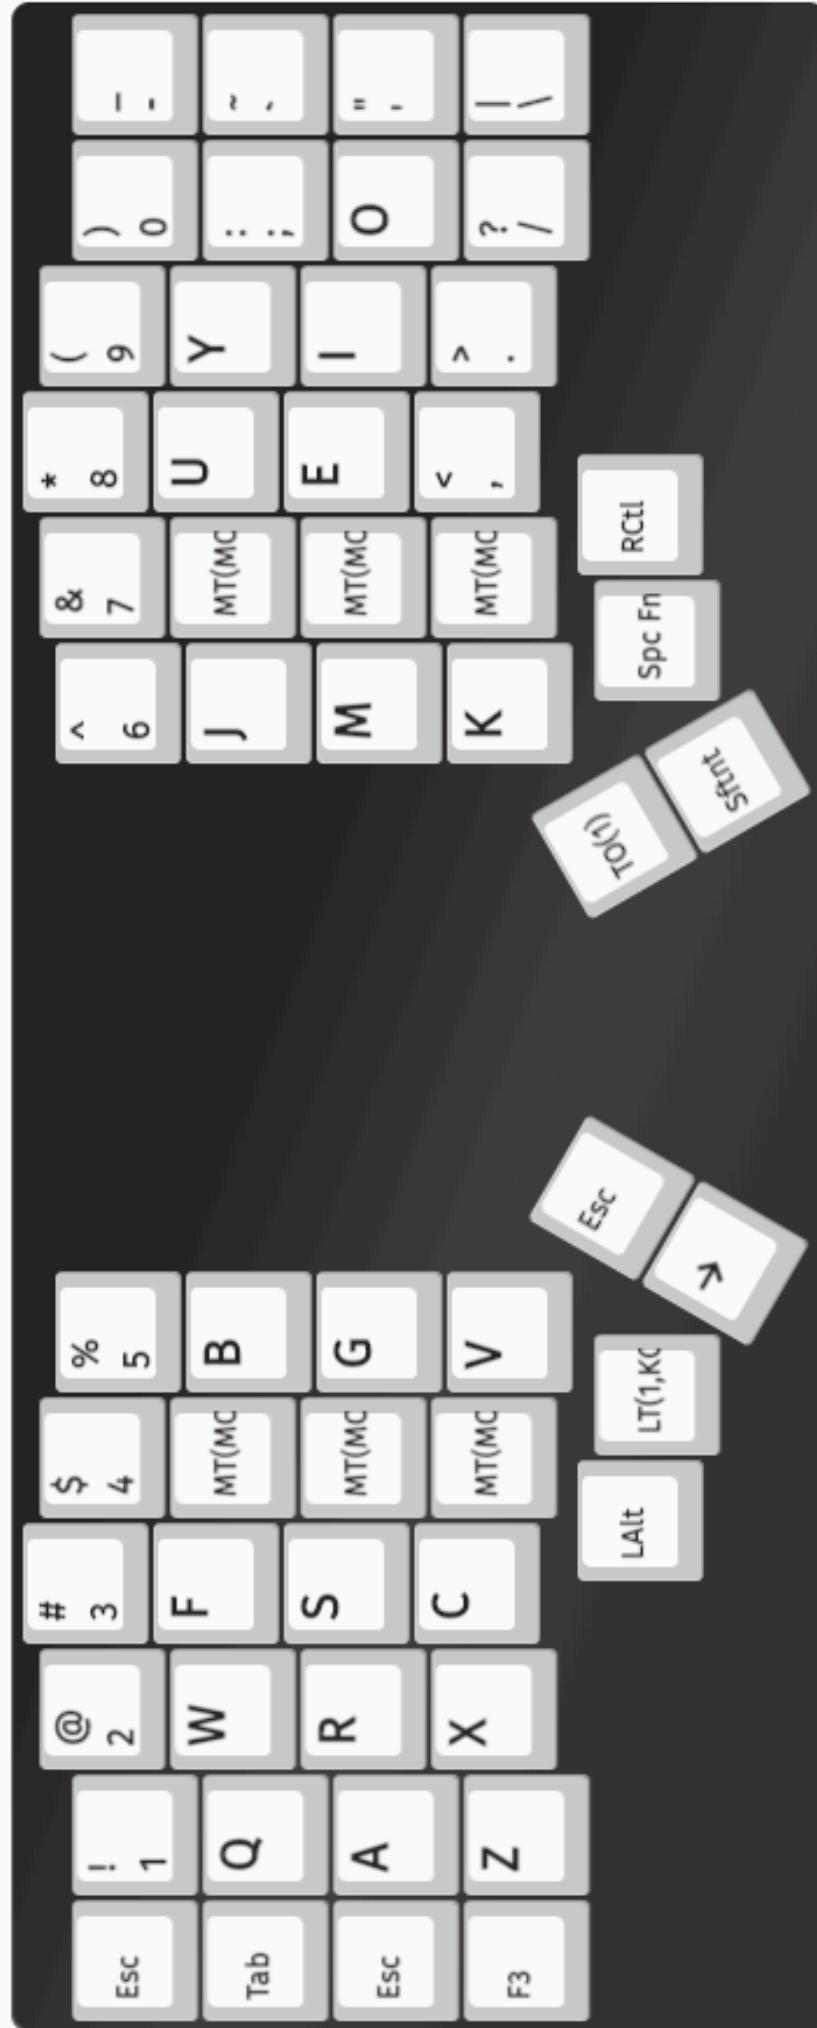 ! @ # $ % ^ & * ( ) _
Esc 1 2 3 4 5 6 7 8 9 0 -
Tab Q W F MT(MC B J MT(MC U Y : ; ~ `
Esc A R S MT(MC G M MT(MC E I O " '
F3 Z X C MT(MC V K MT(MC < , > . ? / | \
LAlt LT(1,KC → Esc TO(1) Sftnt Spc Fn RCtl